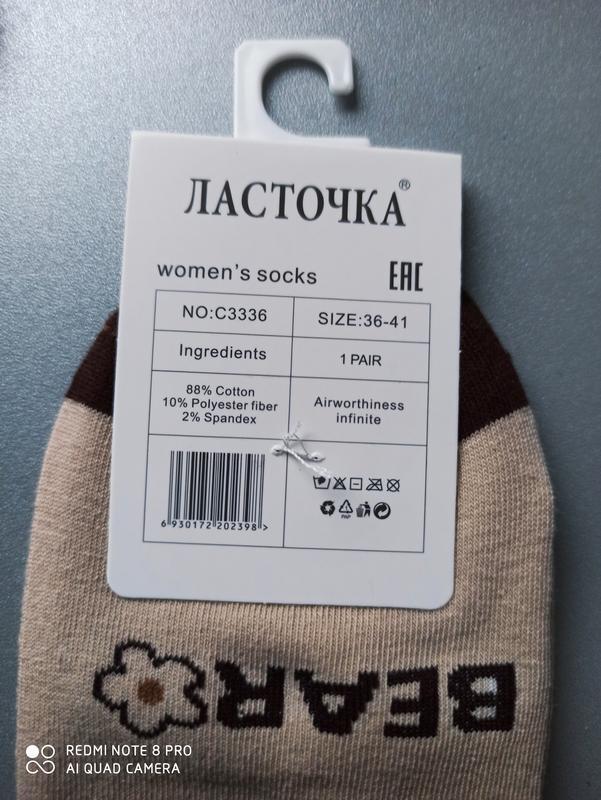 ЛАСТОЧКА®
women's socks
EAC
NO:C3336
SIZE:36-41
Ingredients
1 PAIR
88% Cotton
10% Polyester fiber
2% Spandex
Airworthiness
infinite
6 930172 202398 >
PAP
BEAR
REDMI NOTE 8 PRO
AI QUAD CAMERA